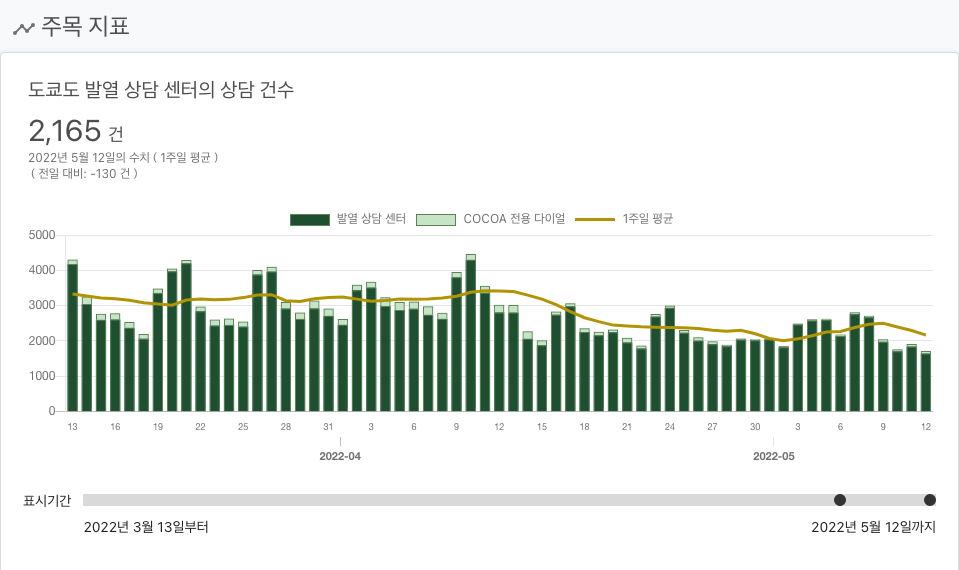 주목 지표
도쿄도 발열 상담 센터의 상담 건수
2,165 건
2022년 5월 12일의 수치 ( 1주일 평균 )
( 전일 대비: -130 건 )
발열 상담 센터 COCOA 전용 다이얼 1주일 평균
5000
4000
3000
2000
1000
0
13 16 19 22 25 28 31 3 6 9 12 15 18 21 24 27 30 3 6 9 12
2022-04 2022-05
표시기간
2022년 3월 13일부터 2022년 5월 12일까지